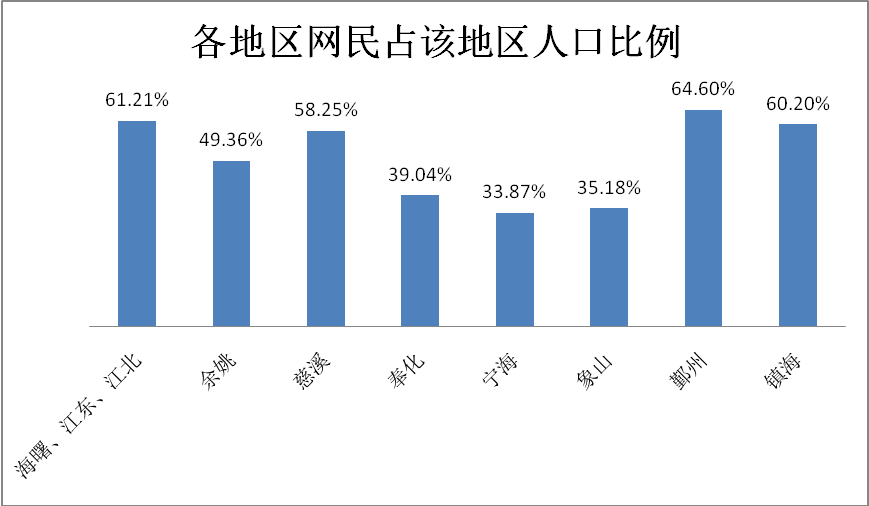 各地区网民占该地区人口比例
61.21%
49.36%
58.25%
39.04%
33.87%
35.18%
64.60%
60.20%
海曙、江东、江北
余姚
慈溪
奉化
宁海
象山
鄞州
镇海